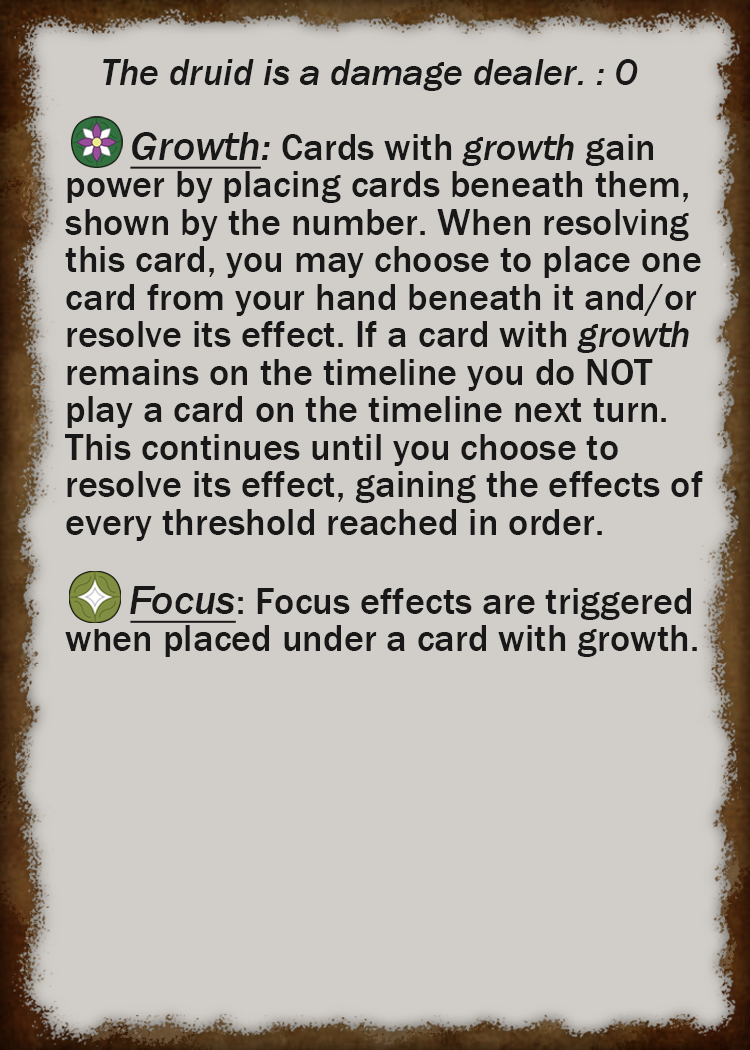 The druid is a damage dealer. : O
Growth: Cards with growth gain
power by placing cards beneath them,
shown by the number. When resolving
this card, you may choose to place one
card from your hand beneath it and/or
resolve its effect. If a card with growth
remains on the timeline you do NOT
play a card on the timeline next turn.
This continues until you choose to
resolve its effect, gaining the effects of
every threshold reached in order.
Focus: Focus effects are triggered
when placed under a card with growth.